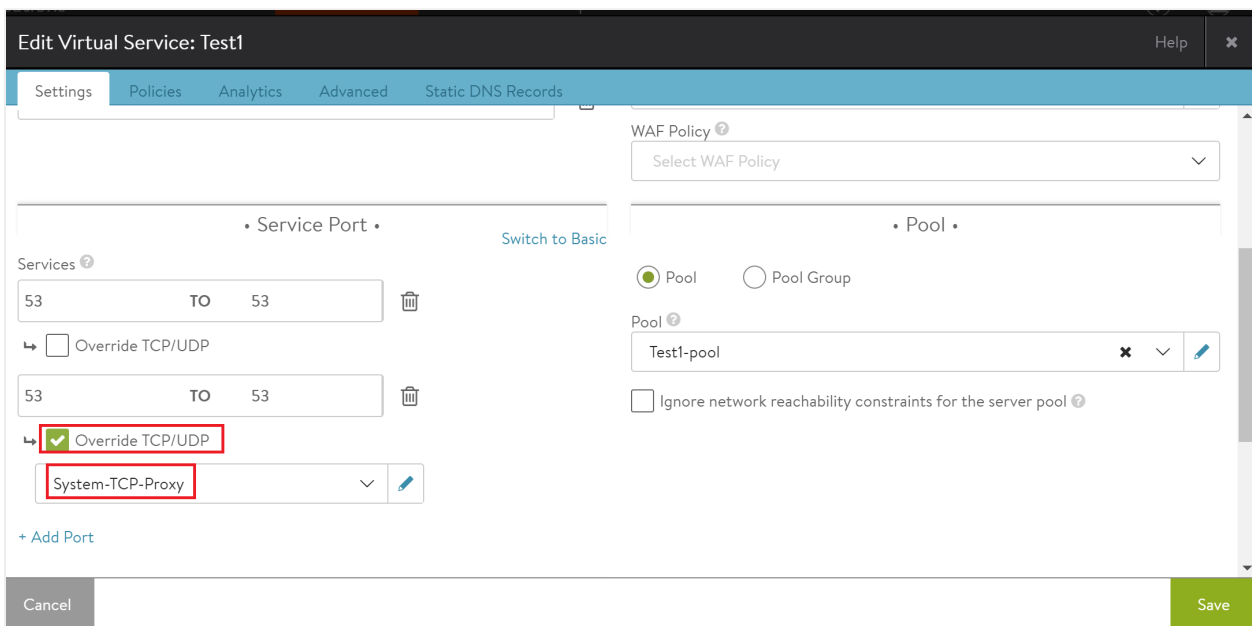 Edit Virtual Service: Test1
Help
Settings Policies Analytics Advanced Static DNS Records
WAF Policy
Select WAF Policy
• Service Port •
Switch to Basic
Services
53 TO 53
Override TCP/UDP
53 TO 53
Override TCP/UDP
System-TCP-Proxy
+ Add Port
• Pool •
Pool Pool Group
Pool
Test1-pool
Ignore network reachability constraints for the server pool
Cancel
Save